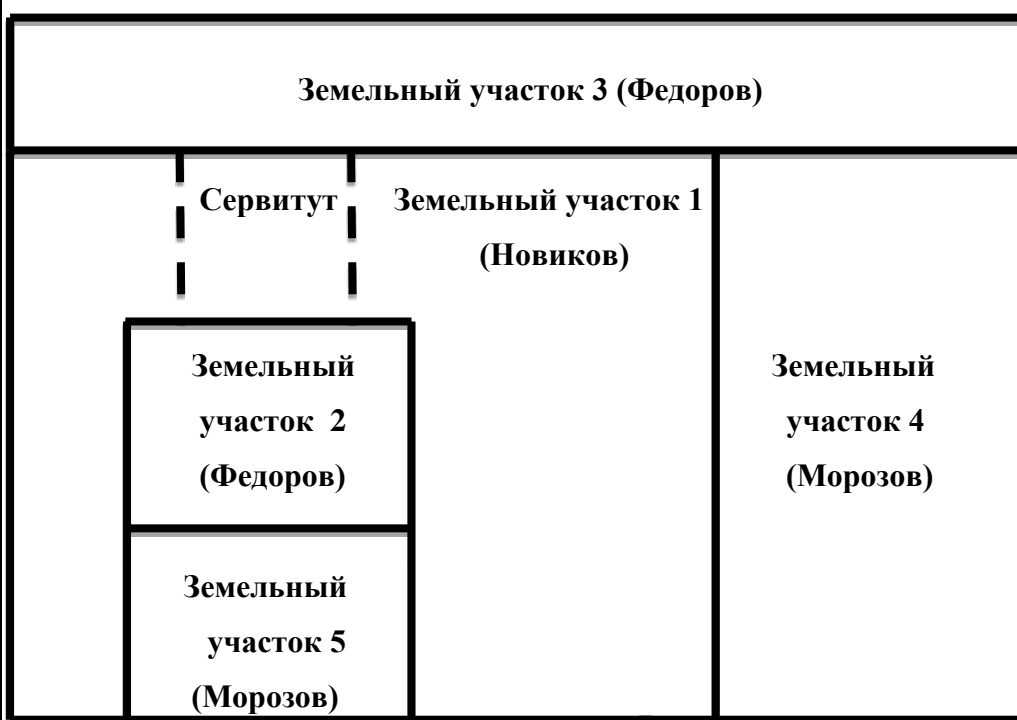 Земельный участок 3 (Федоров)
Сервитут
Земельный участок 1
(Новиков)
Земельный
участок 2
(Федоров)
Земельный
участок 4
(Морозов)
Земельный
участок 5
(Морозов)